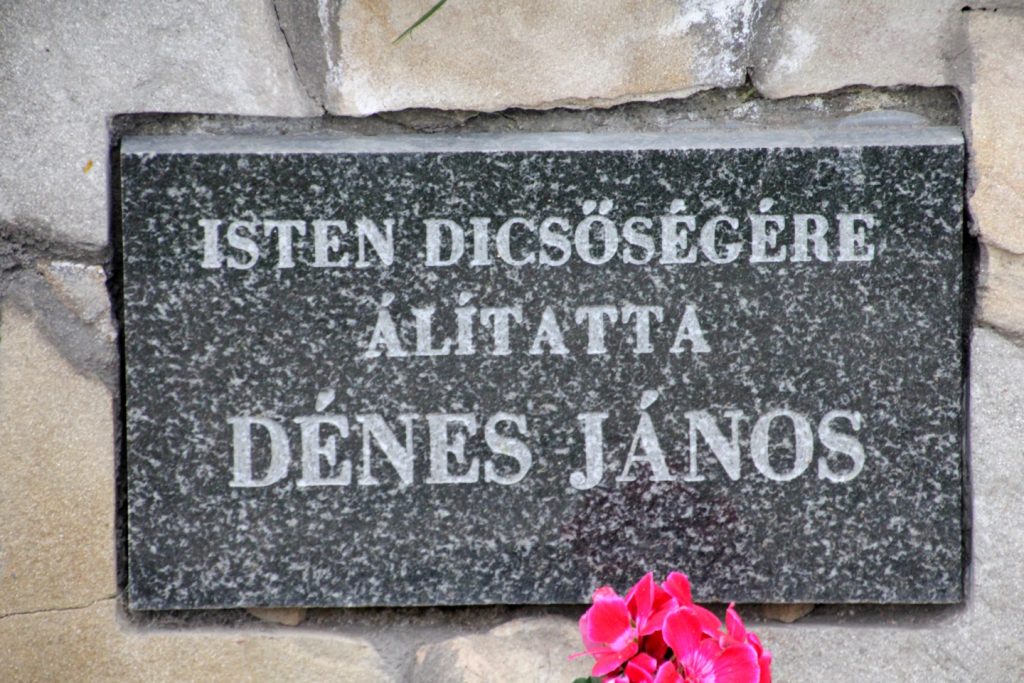 ISTEN DICSŐSÉGÉRE
ÁLÍTATTA
DÉNES JÁNOS